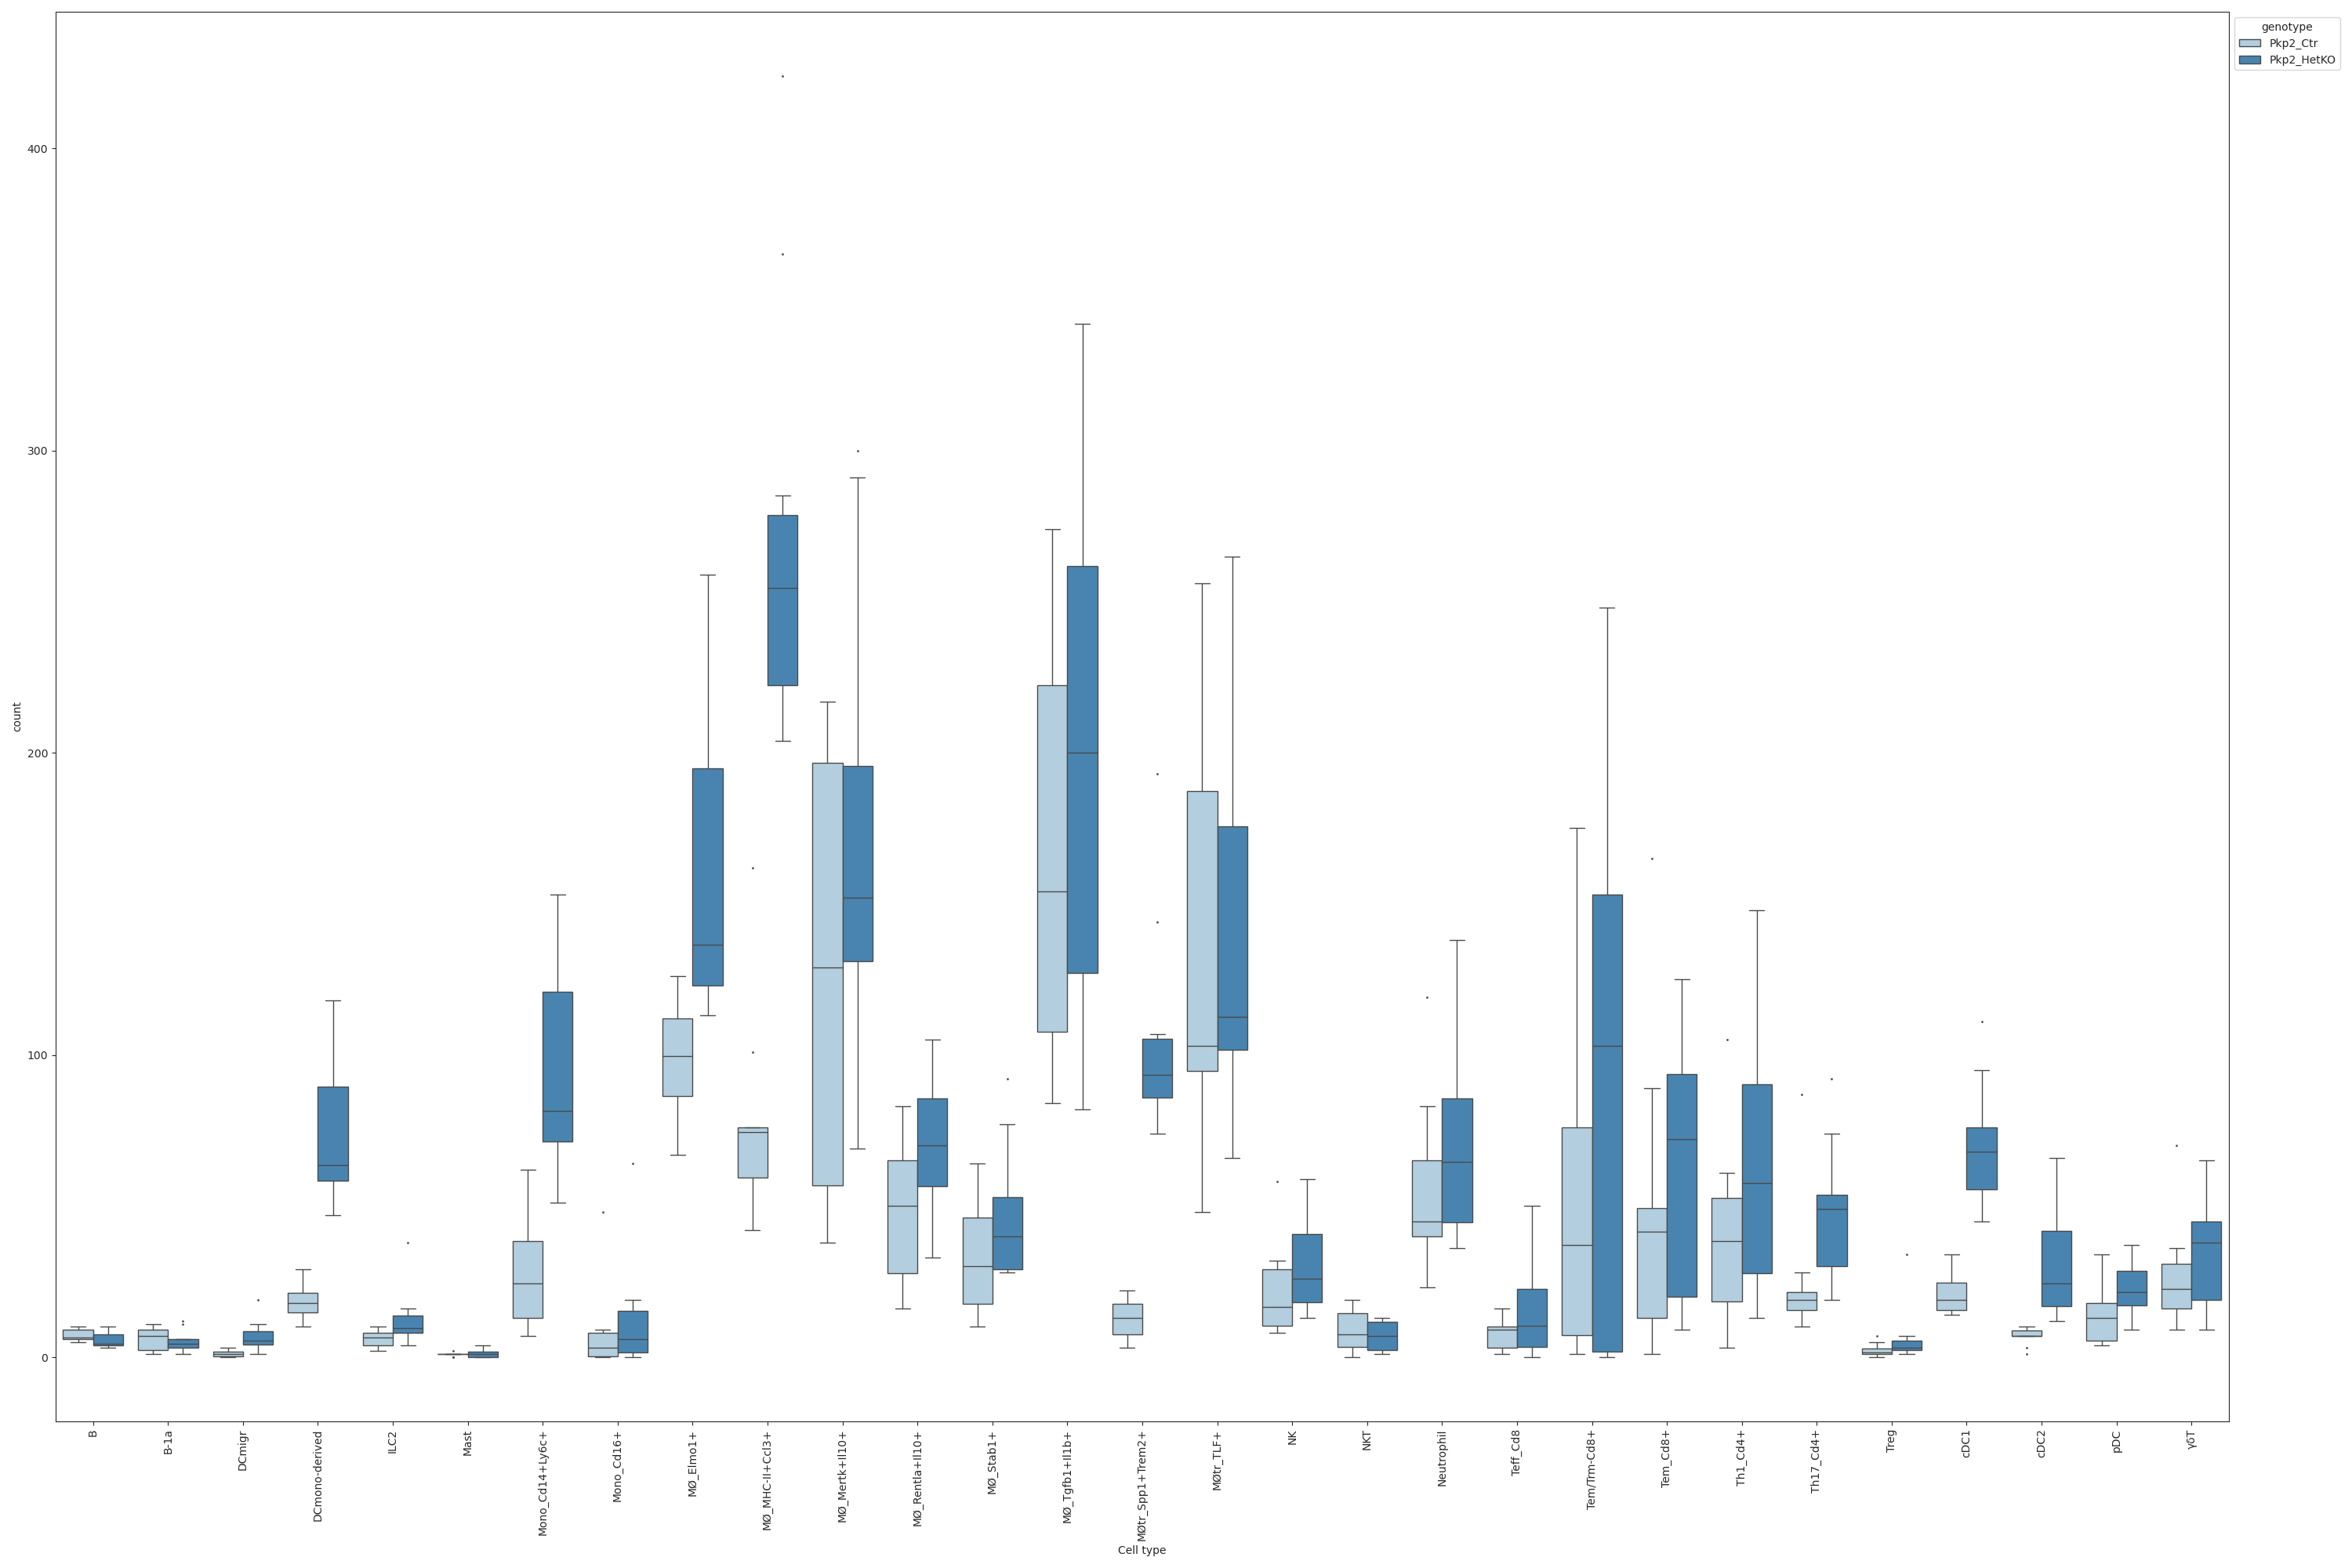 genotype
Pkp2_Ctr
Pkp2_HetKO
count
400
300
200
100
0
B
B-1a
DCmigr
DCmono-derived
ILC2
Mast
Mono_Cd14+Ly6c+
Mono_Cd16+
MØ_Elmo1+
MØ_MHC-II+Ccl3+
MØ_Mertk+Il10+
MØ_Rentla+Il10+
MØ_Stab1+
MØ_Tgfb1+Il1b+
MØtr_Spp1+Trem2+
MØtr_TLF+
NK
NKT
Neutrophil
Teff_Cd8
Tem/Trm-Cd8+
Tem_Cd8+
Th1_Cd4+
Th17_Cd4+
Treg
cDC1
cDC2
pDC
γδT
Cell type